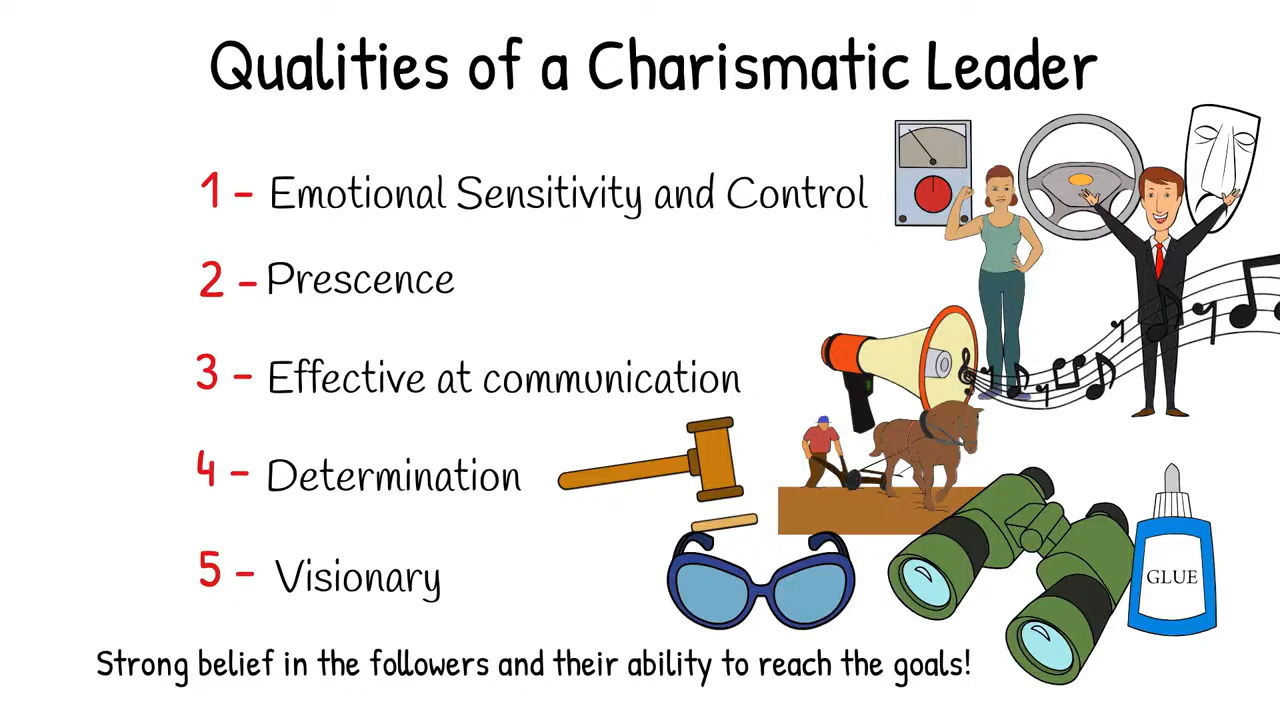 Qualities of a Charismatic Leader
1 - Emotional Sensitivity and Control
2 - Prescence
3 - Effective at communication
4 - Determination
5 - Visionary
GLUE
Strong belief in the followers and their ability to reach the goals!